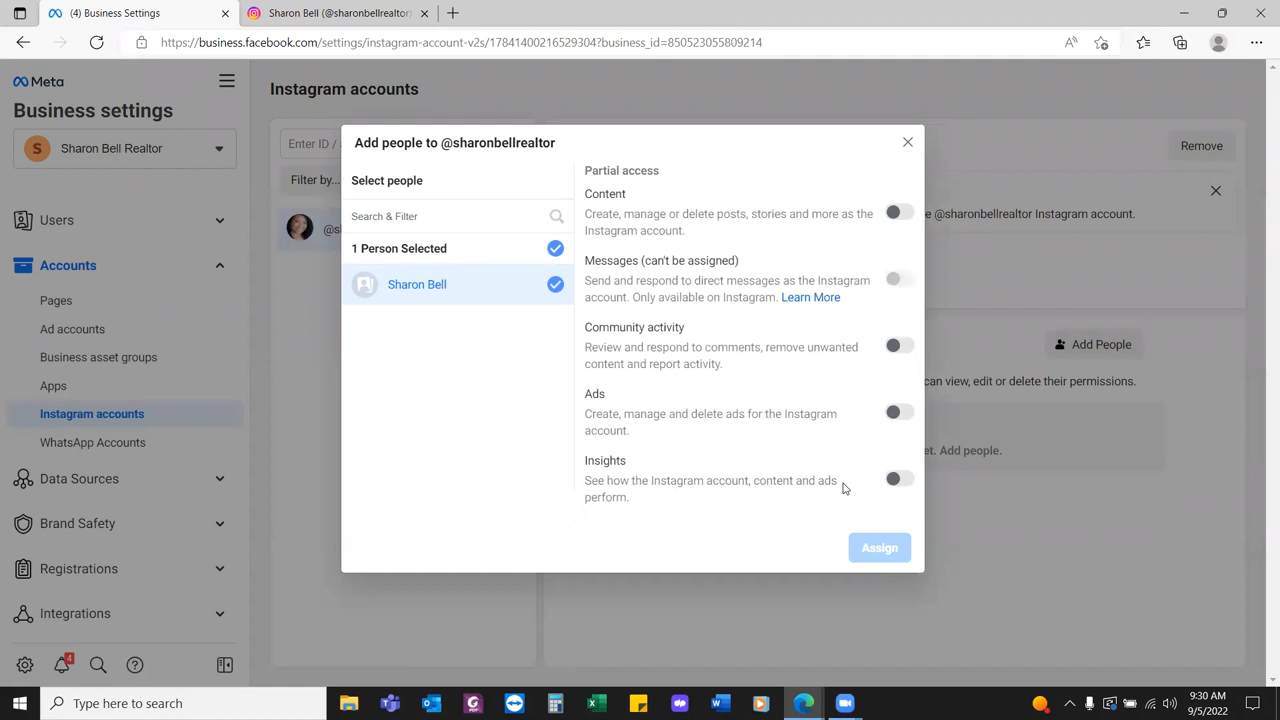 (4) Business Settings
Sharon Bell (@sharonbellrealtor)
https://business.facebook.com/settings/instagram-account-v2s/17841400216529304?business_id=850523055809214
Meta
Business settings
S
Sharon Bell Realtor
Users
Accounts
Pages
Ad accounts
Business asset groups
Apps
Instagram accounts
WhatsApp Accounts
Data Sources
Brand Safety
Registrations
Integrations
4
Instagram accounts
Enter ID /
Filter by...
Remove
@sharonbellrealtor Instagram account.
Add People
can view, edit or delete their permissions.
Add people.
Add people to @sharonbellrealtor
Select people
Search & Filter
1 Person Selected
Sharon Bell
Partial access
Content
Create, manage or delete posts, stories and more as the
Instagram account.
Messages (can't be assigned)
Send and respond to direct messages as the Instagram
account. Only available on Instagram. Learn More
Community activity
Review and respond to comments, remove unwanted
content and report activity.
Ads
Create, manage and delete ads for the Instagram
account.
Insights
See how the Instagram account, content and ads
perform.
Assign
Type here to search
9:30 AM
9/5/2022